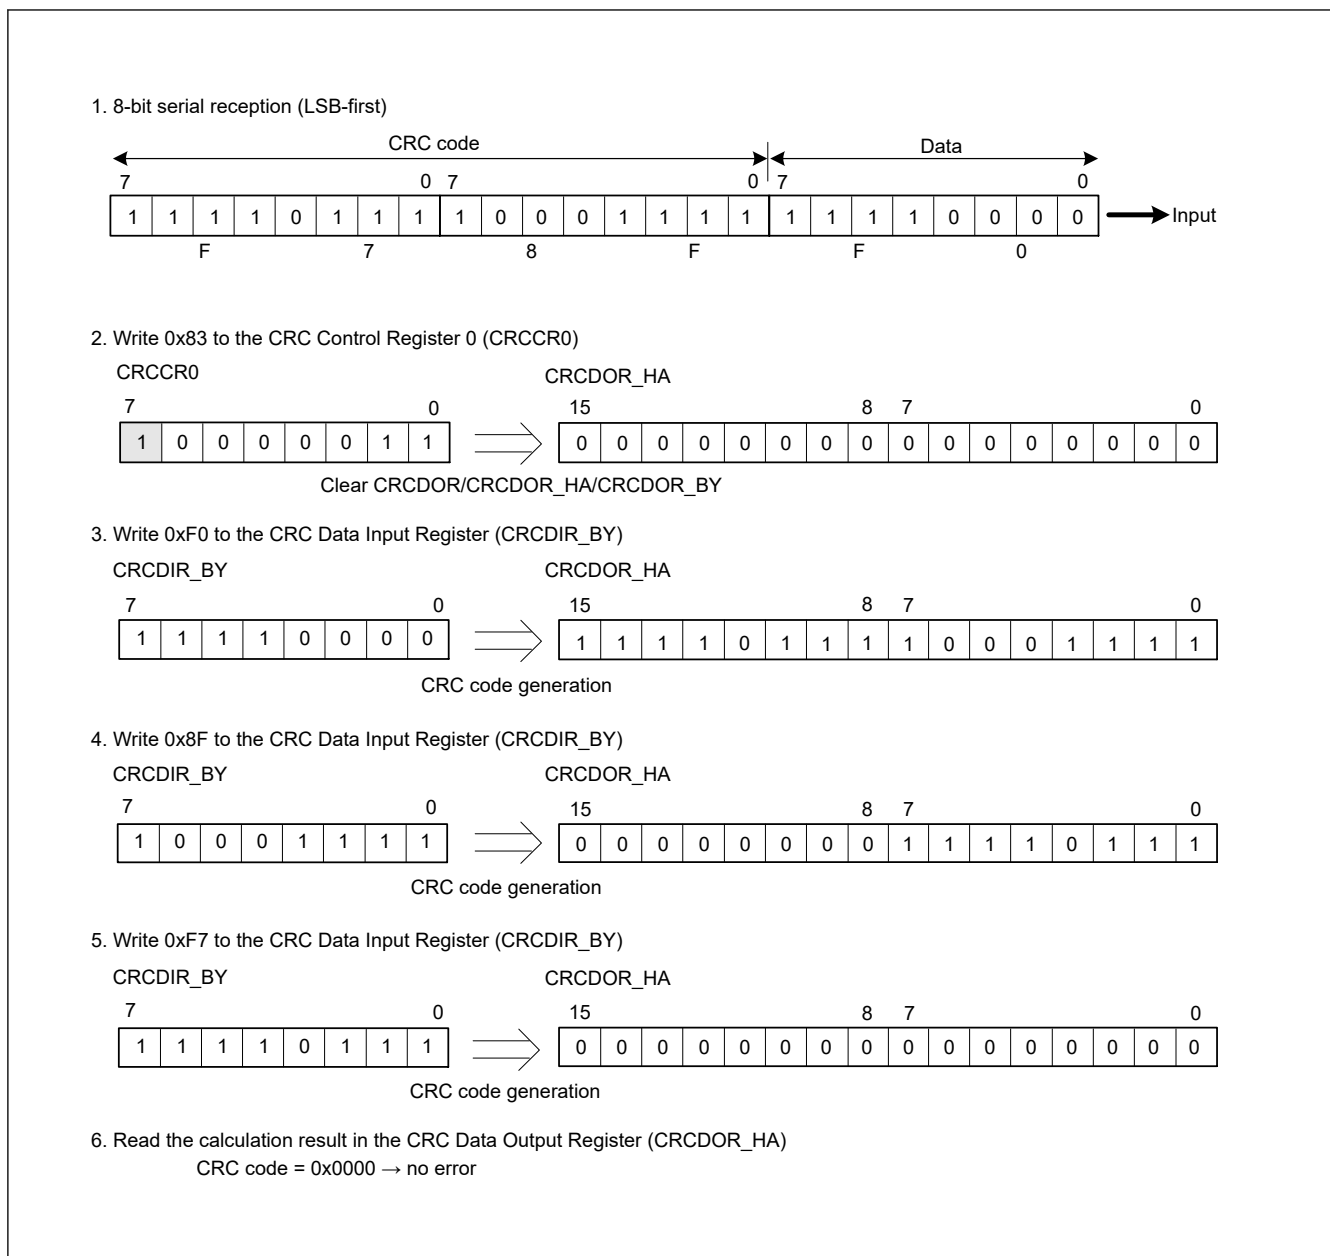 1. 8-bit serial reception (LSB-first)
CRC code Data
7 0 7 0 7 0
1 1 1 1 0 1 1 1 1 0 0 0 1 1 1 1 1 1 1 1 0 0 0 0 Input
F 7 8 F F 0
2. Write 0x83 to the CRC Control Register 0 (CRCCR0)
CRCCR0 CRCDOR_HA
7 0 15 8 7 0
1 0 0 0 0 0 1 1 0 0 0 0 0 0 0 0 0 0 0 0 0 0 0 0
Clear CRCDOR/CRCDOR_HA/CRCDOR_BY
3. Write 0xF0 to the CRC Data Input Register (CRCDIR_BY)
CRCDIR_BY CRCDOR_HA
7 0 15 8 7 0
1 1 1 1 0 0 0 0 1 1 1 1 0 1 1 1 1 0 0 0 1 1 1 1
CRC code generation
4. Write 0x8F to the CRC Data Input Register (CRCDIR_BY)
CRCDIR_BY CRCDOR_HA
7 0 15 8 7 0
1 0 0 0 1 1 1 1 0 0 0 0 0 0 0 0 1 1 1 1 0 1 1 1
CRC code generation
5. Write 0xF7 to the CRC Data Input Register (CRCDIR_BY)
CRCDIR_BY CRCDOR_HA
7 0 15 8 7 0
1 1 1 1 0 1 1 1 0 0 0 0 0 0 0 0 0 0 0 0 0 0 0 0
CRC code generation
6. Read the calculation result in the CRC Data Output Register (CRCDOR_HA)
CRC code = 0x0000 → no error